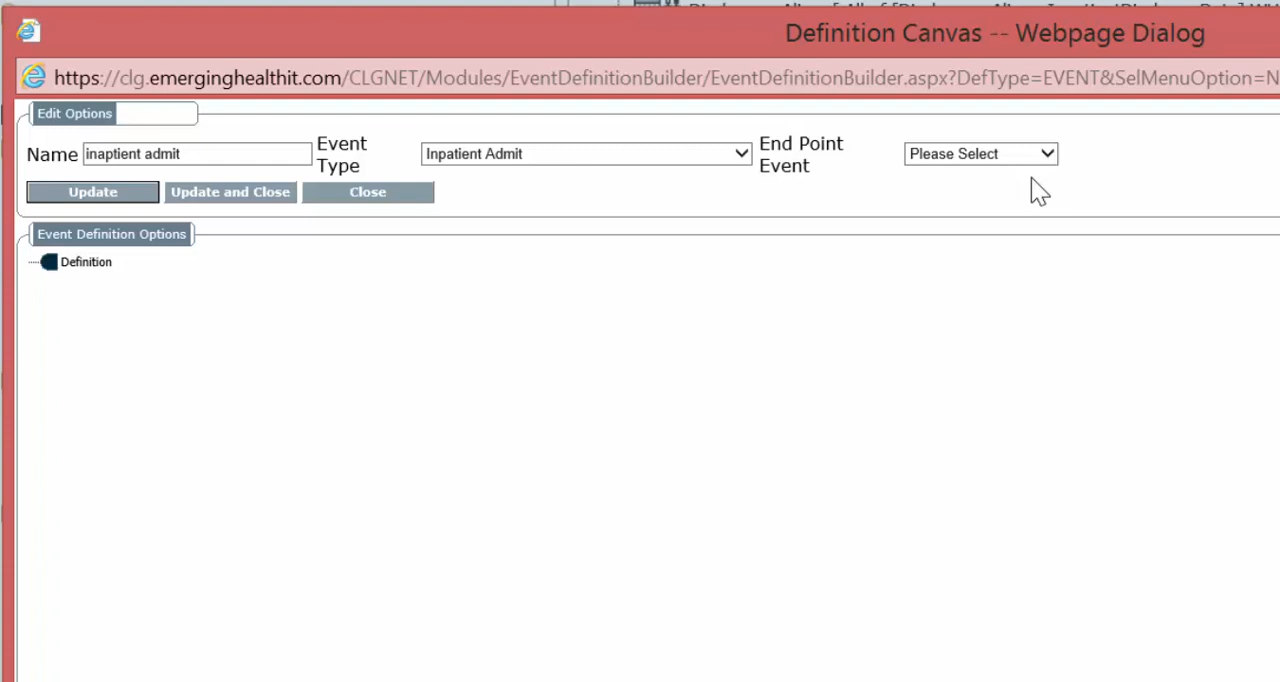 Definition Canvas -- Webpage Dialog
https://clg.emerginghealthit.com/CLGNET/Modules/EventDefinitionBuilder/EventDefinitionBuilder.aspx?DefType=EVENT&SelMenuOption=N
Edit Options
Name inaptient admit Event Type Inpatient Admit End Point Event Please Select
Update Update and Close Close
Event Definition Options
Definition